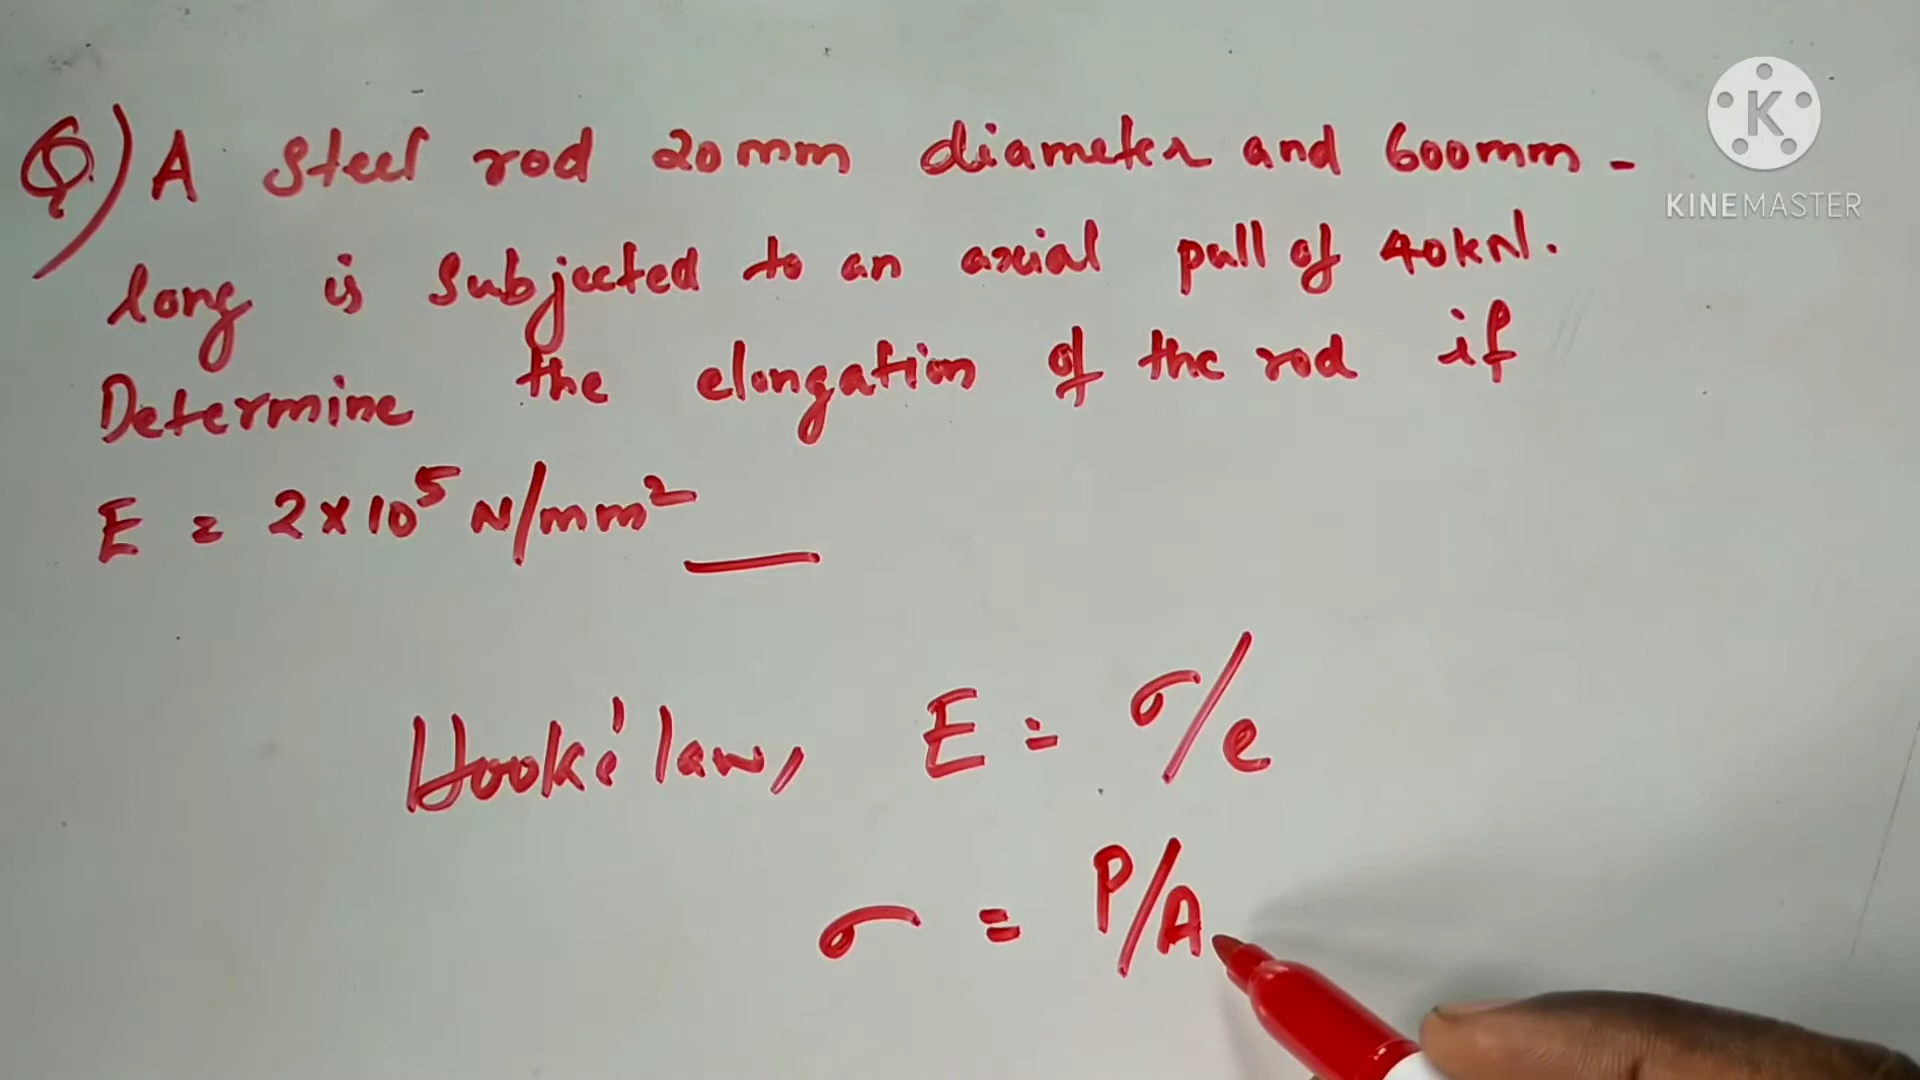 Q) A steel rod 20mm diameter and 600mm-
long is subjected to an axial pull of 40kN.
Determine the elongation of the rod if
E = 2×10⁵ N/mm²
Hooke' law, E = σ/e
σ = P/A
K
KINEMASTER